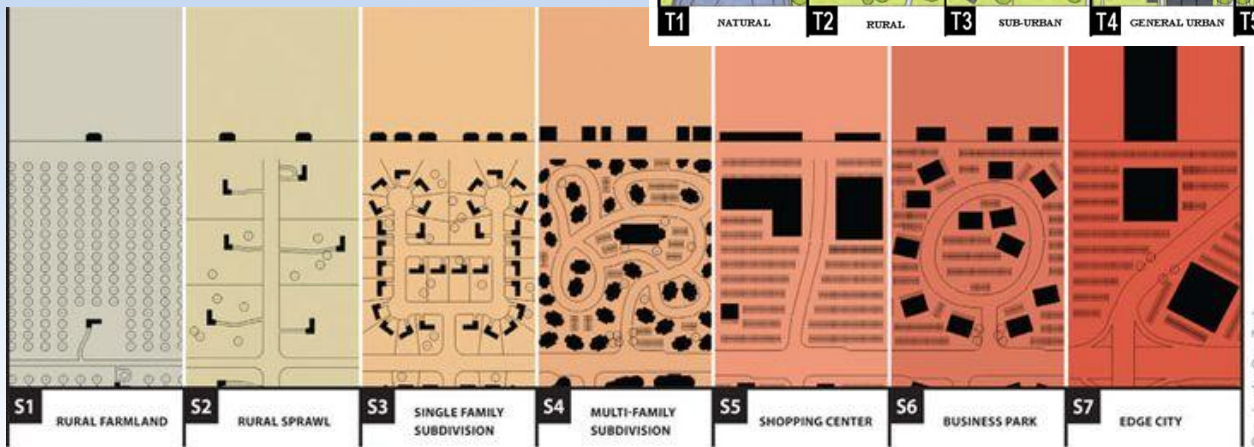 T1 NATURAL T2 RURAL T3 SUB-URBAN T4 GENERAL URBAN
S1 RURAL FARMLAND
S2 RURAL SPRAWL
S3 SINGLE FAMILY
SUBDIVISION
S4 MULTI-FAMILY
SUBDIVISION
S5 SHOPPING CENTER
S6 BUSINESS PARK
S7 EDGE CITY